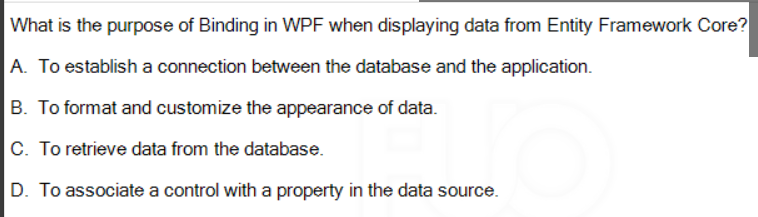 What is the purpose of Binding in WPF when displaying data from Entity Framework Core?
A. To establish a connection between the database and the application.
B. To format and customize the appearance of data.
C. To retrieve data from the database.
D. To associate a control with a property in the data source.